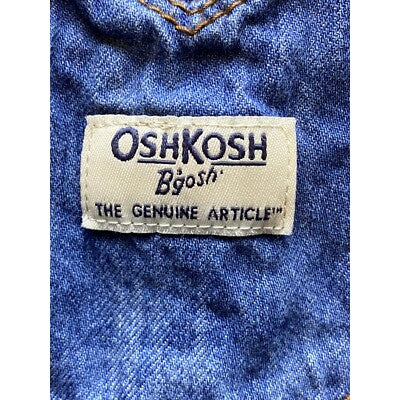 OSHKOSH
B'gosh
THE GENUINE ARTICLE™